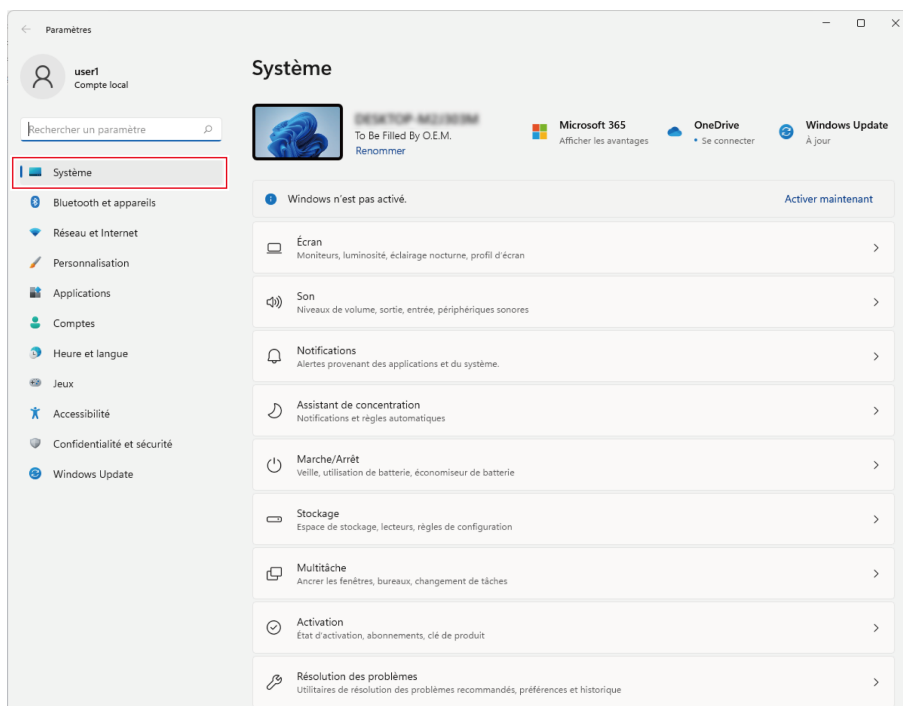 Paramètres
user1
Compte local
Rechercher un paramètre
Système
Bluetooth et appareils
Réseau et Internet
Personnalisation
Applications
Comptes
Heure et langue
Jeux
Accessibilité
Confidentialité et sécurité
Windows Update
Système
To Be Filled By O.E.M.
Renommer
Microsoft 365
Afficher les avantages
OneDrive
• Se connecter
Windows Update
À jour
Windows n'est pas activé.
Activer maintenant
Écran
Moniteurs, luminosité, éclairage nocturne, profil d'écran
Son
Niveaux de volume, sortie, entrée, périphériques sonores
Notifications
Alertes provenant des applications et du système.
Assistant de concentration
Notifications et règles automatiques
Marche/Arrêt
Veille, utilisation de batterie, économiseur de batterie
Stockage
Espace de stockage, lecteurs, règles de configuration
Multitâche
Ancrer les fenêtres, bureaux, changement de tâches
Activation
État d'activation, abonnements, clé de produit
Résolution des problèmes
Utilitaires de résolution des problèmes recommandés, préférences et historique